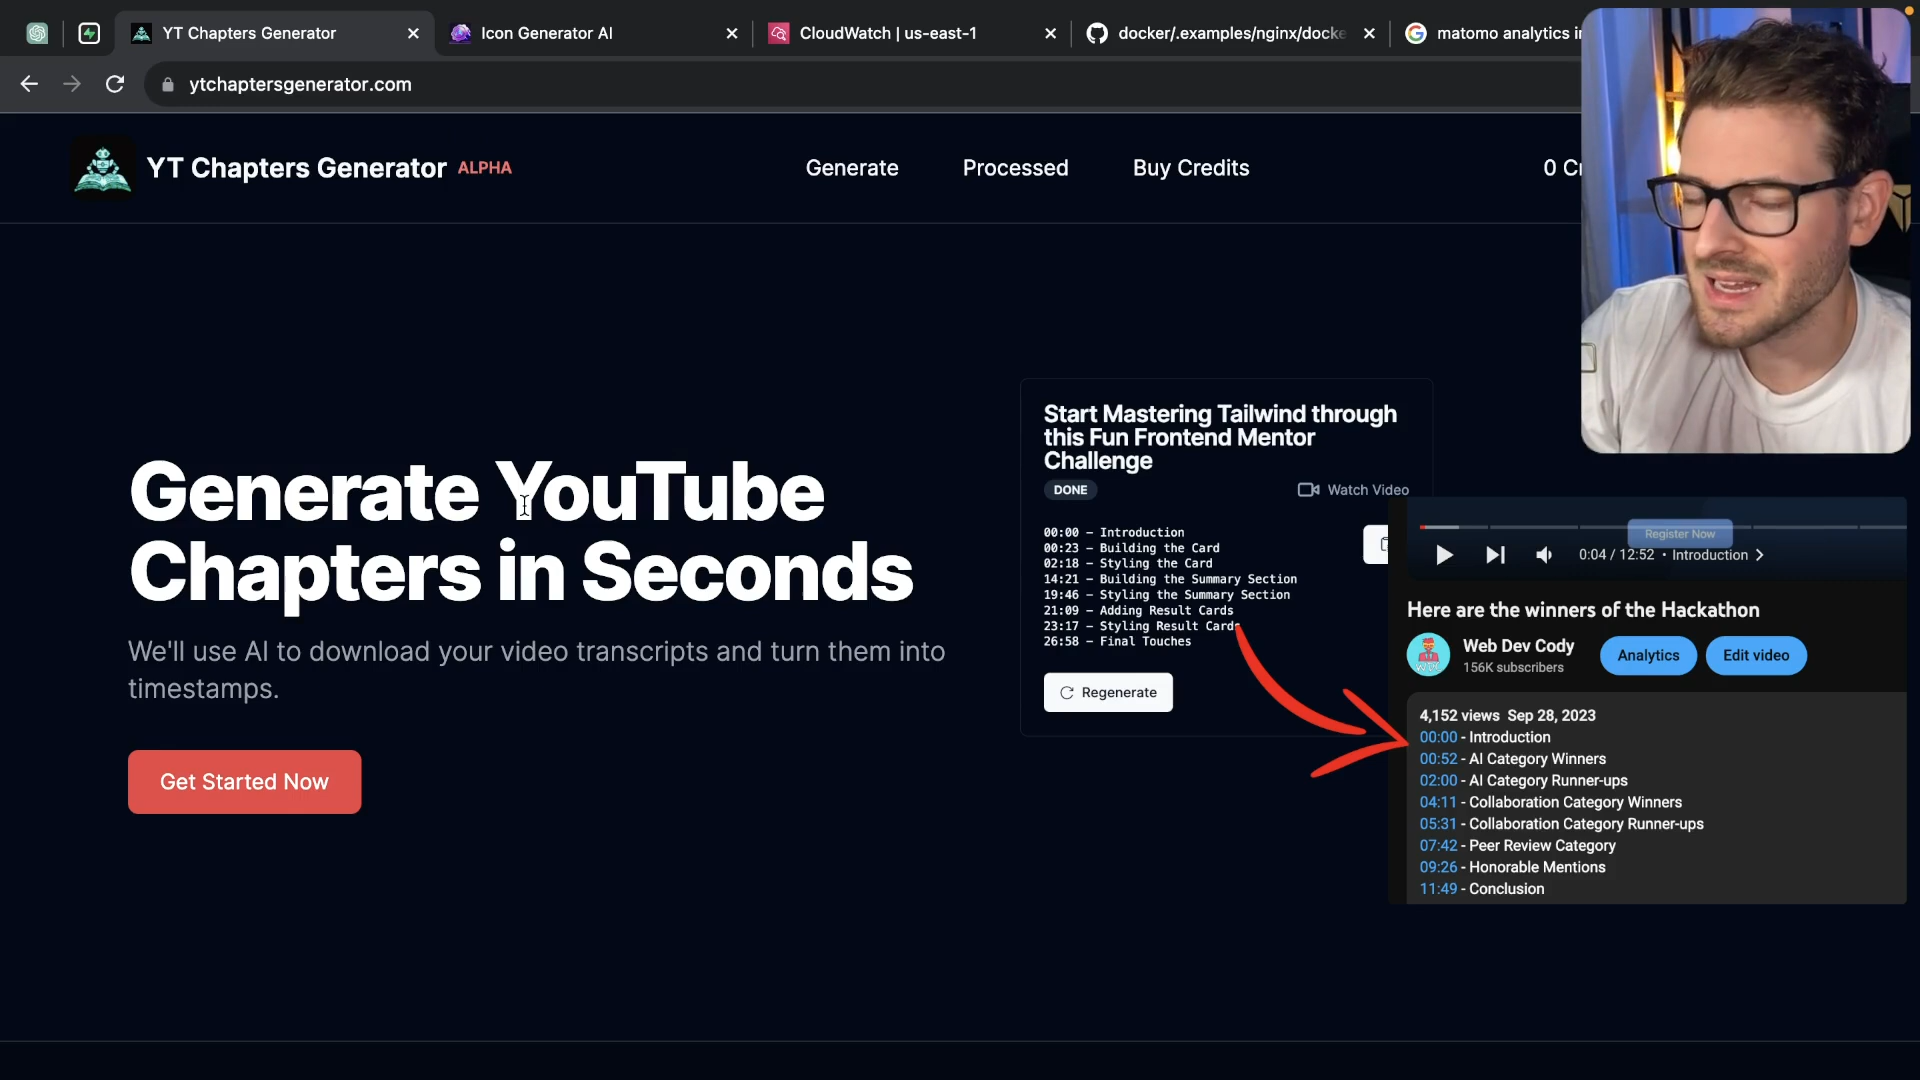 YT Chapters Generator
Icon Generator AI
CloudWatch | us-east-1
docker/.examples/nginx/docke
matomo analytics i
ytchaptersgenerator.com
YT Chapters Generator ALPHA
Generate
Processed
Buy Credits
0 Cr
Generate YouTube
Chapters in Seconds
We'll use AI to download your video transcripts and turn them into
timestamps.
Get Started Now
Start Mastering Tailwind through
this Fun Frontend Mentor
Challenge
DONE
Watch Video
00:00 – Introduction
00:23 – Building the Card
02:18 – Styling the Card
14:21 – Building the Summary Section
19:46 – Styling the Summary Section
21:09 – Adding Result Cards
23:17 – Styling Result Cards
26:58 – Final Touches
Regenerate
Register Now
0:04 / 12:52 • Introduction
Here are the winners of the Hackathon
Web Dev Cody
156K subscribers
Analytics
Edit video
4,152 views Sep 28, 2023
00:00 - Introduction
00:52 - AI Category Winners
02:00 - AI Category Runner-ups
04:11 - Collaboration Category Winners
05:31 - Collaboration Category Runner-ups
07:42 - Peer Review Category
09:26 - Honorable Mentions
11:49 - Conclusion